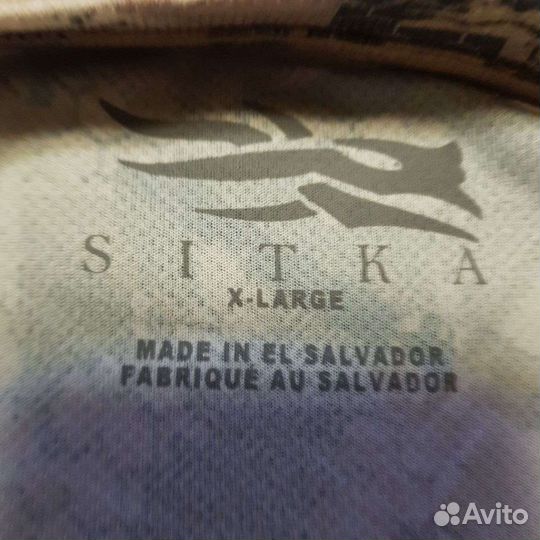 SITKA
X-LARGE
MADE IN EL SALVADOR
FABRIQUÉ AU SALVADOR
Avito